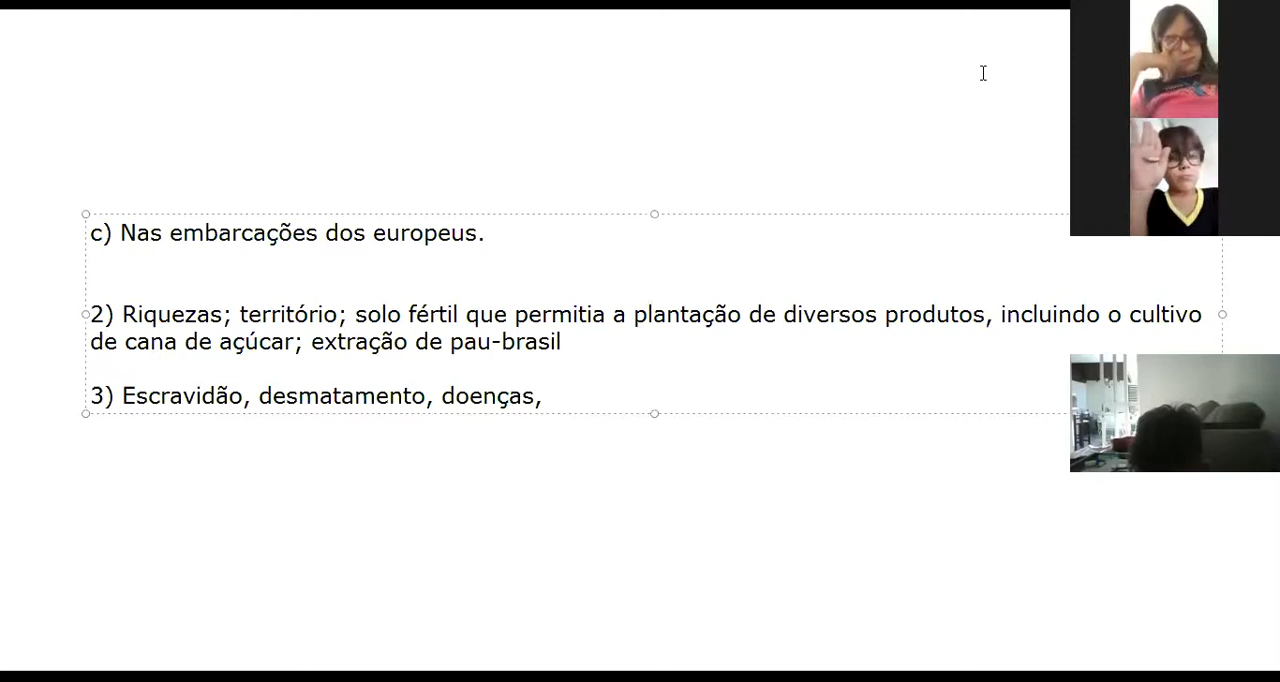 c) Nas embarcações dos europeus.
2) Riquezas; território; solo fértil que permitia a plantação de diversos produtos, incluindo o cultivo
de cana de açúcar; extração de pau-brasil
3) Escravidão, desmatamento, doenças,